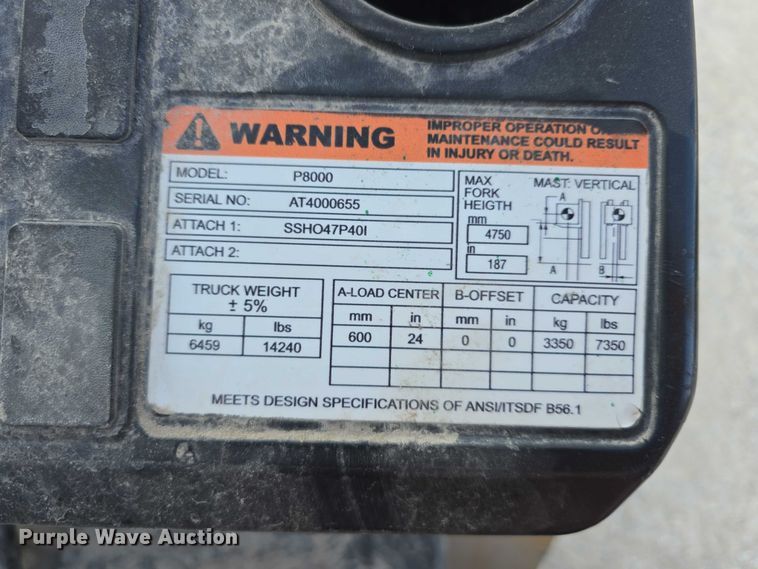 WARNING
IMPROPER OPERATION OR
MAINTENANCE COULD RESULT
IN INJURY OR DEATH.
MODEL: P8000
SERIAL NO: AT4000655
ATTACH 1: SSHO47P40I
ATTACH 2:
MAX
FORK
HEIGTH
mm
4750
in
187
MAST: VERTICAL
A
A B
TRUCK WEIGHT
± 5%
kg lbs
6459 14240
A-LOAD CENTER B-OFFSET CAPACITY
mm in mm in kg lbs
600 24 0 0 3350 7350
MEETS DESIGN SPECIFICATIONS OF ANSI/ITSDF B56.1
Purple Wave Auction